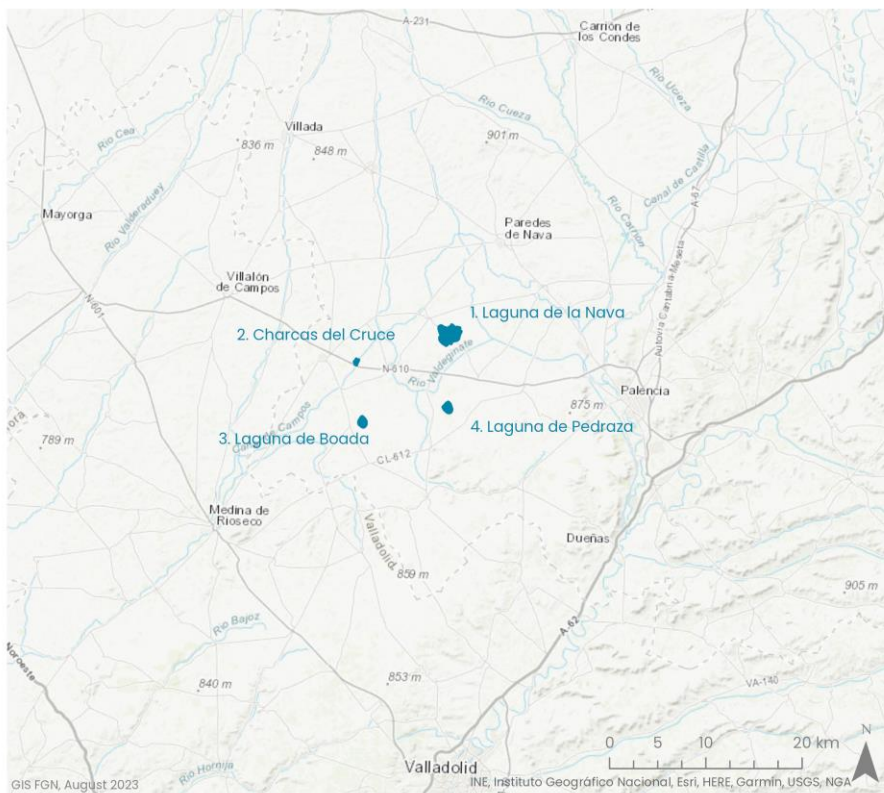 A-231
Carrión de
los Condes
Río Cueza
Río Ucieza
Villada
901 m
836 m
848 m
Río Cea
Canal de Castilla
A-67
Mayorga
Río Valderaduey
Río Carrión
Paredes
de Nava
Autovía Cantabria-Meseta
Villalón
de Campos
N-601
1. Laguna de la Nava
2. Charcas del Cruce
Río Valdeginate
N-610
Palencia
875 m
ora
789 m
Campos
3. Laguna de Boada
4. Laguna de Pedraza
CL-612
Medina de
Rioseco
Valladolid
Dueñas
859 m
905 m
Río Bajoz
A-62
Noroeste
840 m
853 m
VA-140
N
0 5 10 20 km
Río Hornija
Valladolid
GIS FGN, August 2023
INE, Instituto Geográfico Nacional, Esri, HERE, Garmin, USGS, NGA